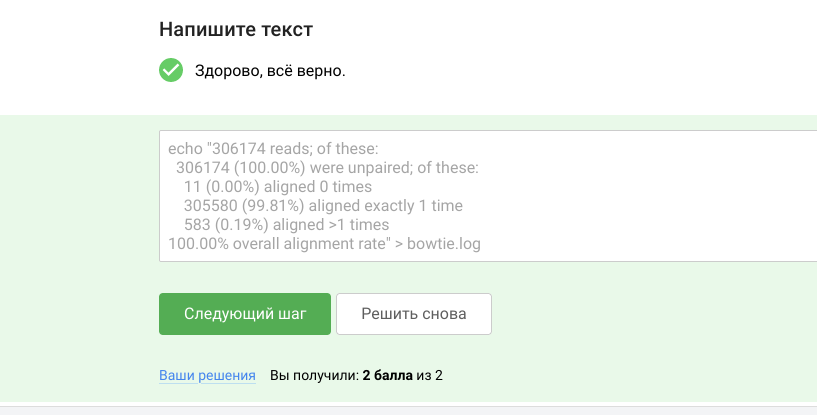 Напишите текст
Здорово, всё верно.
echo "306174 reads; of these:
306174 (100.00%) were unpaired; of these:
11 (0.00%) aligned 0 times
305580 (99.81%) aligned exactly 1 time
583 (0.19%) aligned >1 times
100.00% overall alignment rate" > bowtie.log
Следующий шаг Решить снова
Ваши решения Вы получили: 2 балла из 2